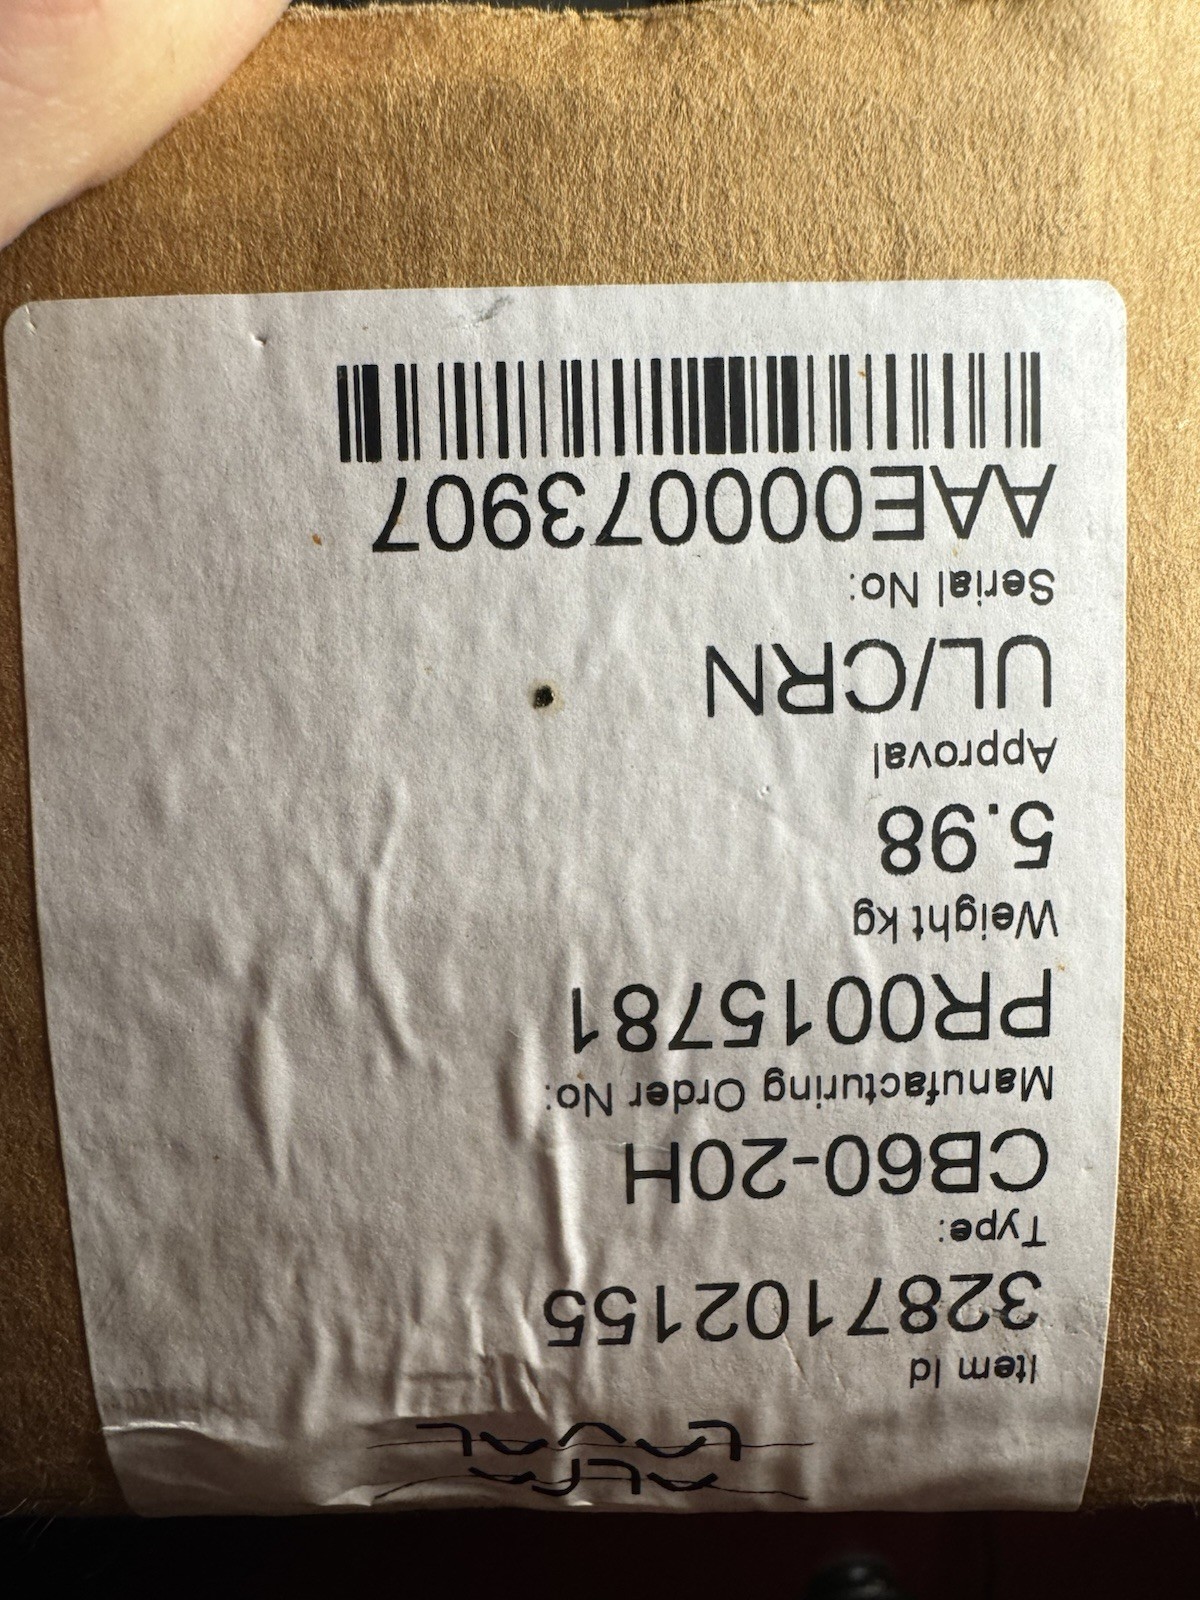 ALFA
LAVAL
Item Id
3287102155
Type:
CB60-20H
Manufacturing Order No:
PR0015781
Weight kg
5.98
Approval
UL/CRN
Serial No:
AAE000073907